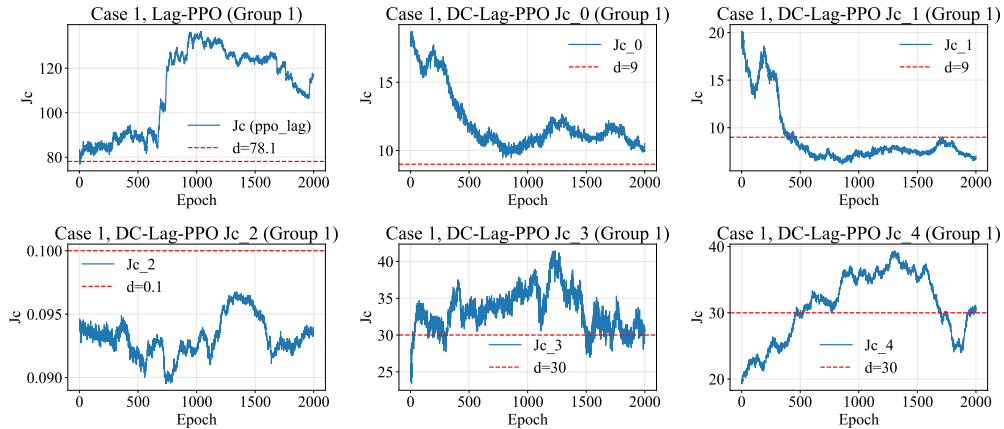 Case 1, Lag-PPO (Group 1)
Jc
120
100
80
Jc (ppo_lag)
d=78.1
0
500
1000
1500
2000
Epoch
Case 1, DC-Lag-PPO Jc_0 (Group 1)
Jc
15
10
Jc_0
d=9
0
500
1000
1500
2000
Epoch
Case 1, DC-Lag-PPO Jc_1 (Group 1)
Jc
20
15
10
Jc_1
d=9
0
500
1000
1500
2000
Epoch
Case 1, DC-Lag-PPO Jc_2 (Group 1)
Jc
0.100
0.095
0.090
Jc_2
d=0.1
0
500
1000
1500
2000
Epoch
Case 1, DC-Lag-PPO Jc_3 (Group 1)
Jc
40
35
30
25
Jc_3
d=30
0
500
1000
1500
2000
Epoch
Case 1, DC-Lag-PPO Jc_4 (Group 1)
Jc
40
30
20
Jc_4
d=30
0
500
1000
1500
2000
Epoch